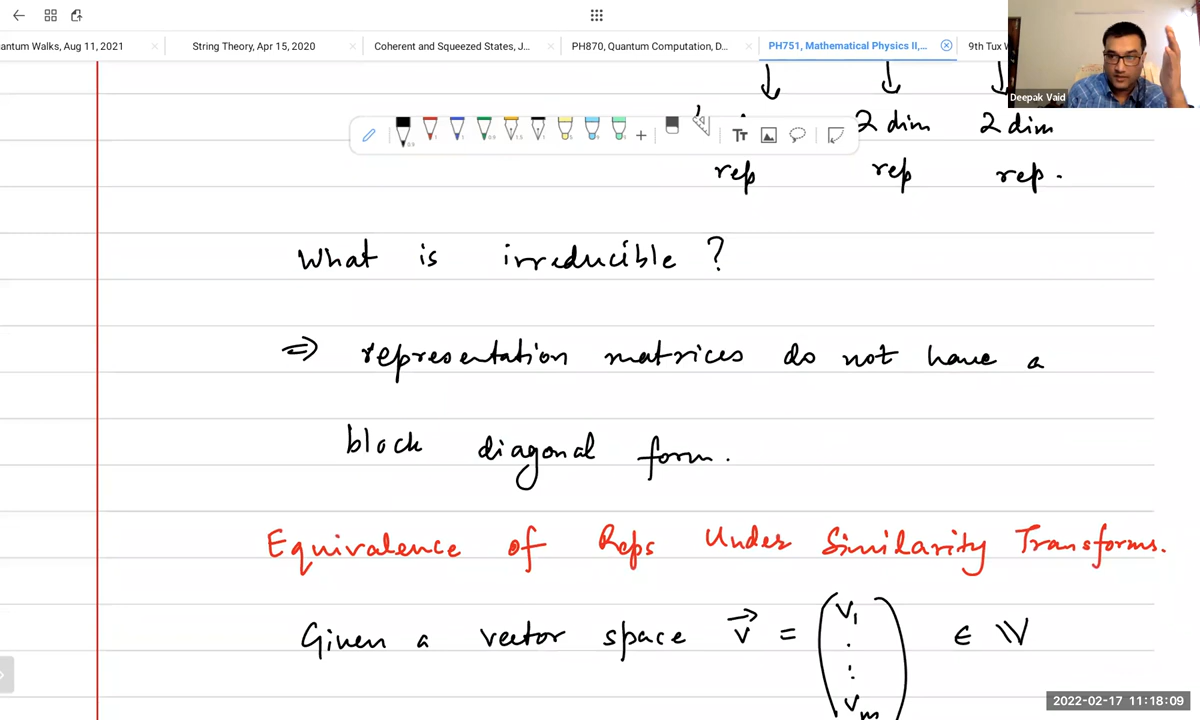 antum Walks, Aug 11, 2021 String Theory, Apr 15, 2020 Coherent and Squeezed States, J... PH870, Quantum Computation, D... PH751, Mathematical Physics II,... 9th Tux W
Deepak Vaid
2 dim 2 dim
Tт
rep rep rep.
What is irreducible ?
⇒ representation matrices do not have a
block diagonal form.
Equivalence of Reps Under Similarity Transforms.
Given a vector space v⃗ = (v1 . : vm) ∈ V
2022-02-17 11:18:09